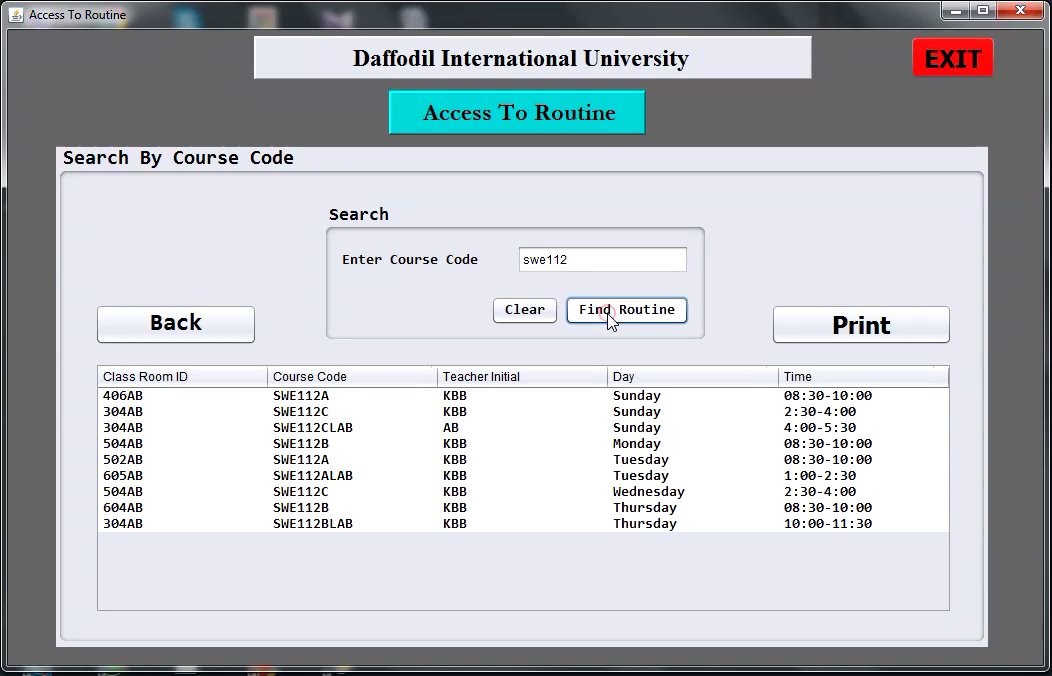 Access To Routine
Daffodil International University
EXIT
Access To Routine
Search By Course Code
Search
Enter Course Code swe112
Clear Find Routine
Back
Print
Class Room ID Course Code Teacher Initial Day Time
406AB SWE112A KBB Sunday 08:30-10:00
304AB SWE112C KBB Sunday 2:30-4:00
304AB SWE112CLAB AB Sunday 4:00-5:30
504AB SWE112B KBB Monday 08:30-10:00
502AB SWE112A KBB Tuesday 08:30-10:00
605AB SWE112ALAB KBB Tuesday 1:00-2:30
504AB SWE112C KBB Wednesday 2:30-4:00
604AB SWE112B KBB Thursday 08:30-10:00
304AB SWE112BLAB KBB Thursday 10:00-11:30